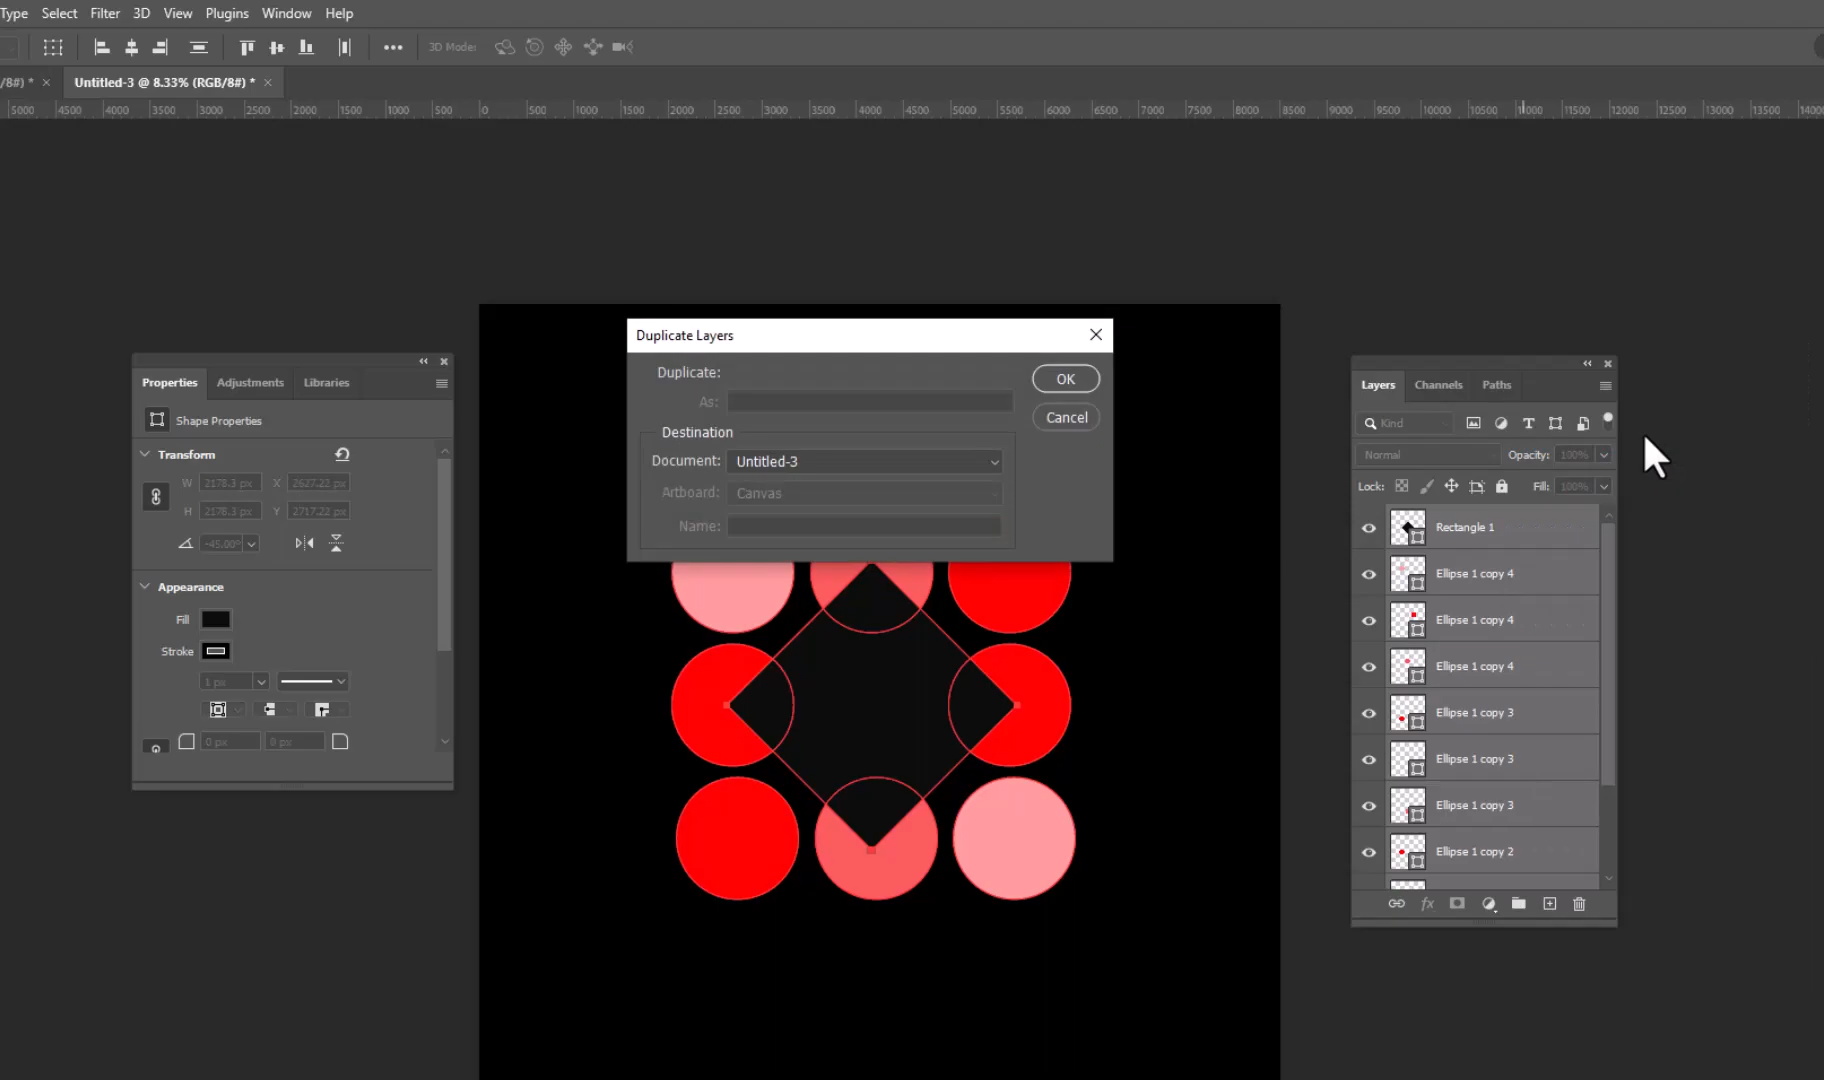 Type Select Filter 3D View Plugins Window Help
3D Mode:
/8#) * × Untitled-3 @ 8.33% (RGB/8#) * ×
5000 4500 4000 3500 3000 2500 2000 1500 1000 500 0 500 1000 1500 2000 2500 3000 3500 4000 4500 5000 5500 6000 6500 7000 7500 8000 8500 9000 9500 10000 10500 11000 11500 12000 12500 13000 13500 14000
Duplicate Layers
Duplicate:
As:
OK
Cancel
Destination
Document: Untitled-3
Artboard: Canvas
Name:
Properties Adjustments Libraries
Shape Properties
Transform
W 2178.3 px X 2627.22 px
H 2178.3 px Y 2717.22 px
-45.00°
Appearance
Fill
Stroke
1 px
0 px 0 px
Layers Channels Paths
Kind
Normal Opacity: 100%
Lock: Fill: 100%
Rectangle 1
Ellipse 1 copy 4
Ellipse 1 copy 4
Ellipse 1 copy 4
Ellipse 1 copy 3
Ellipse 1 copy 3
Ellipse 1 copy 3
Ellipse 1 copy 2
fx